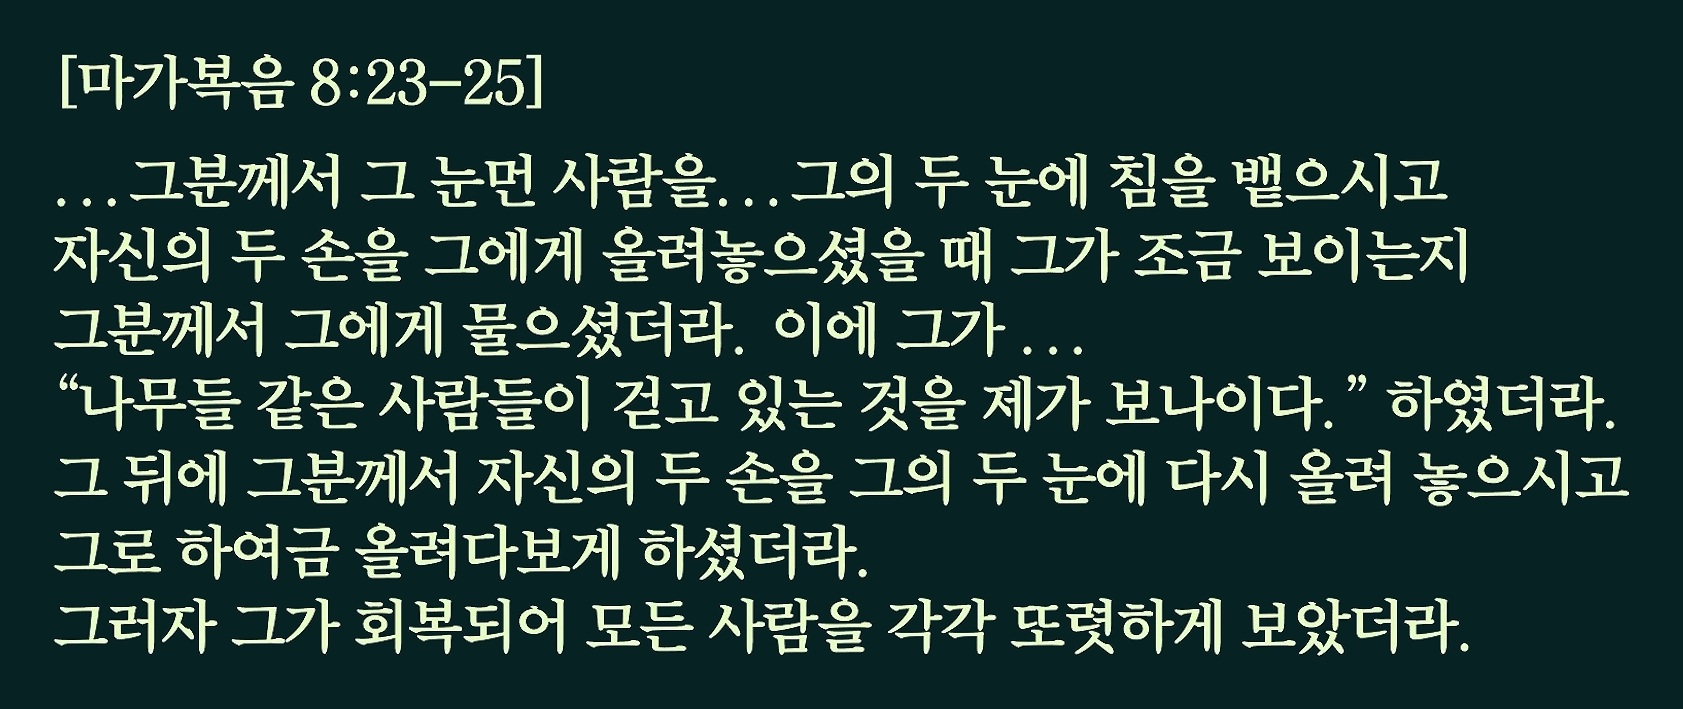 [마가복음 8:23-25]
...그분께서 그 눈먼 사람을...그의 두 눈에 침을 뱉으시고
자신의 두 손을 그에게 올려놓으셨을 때 그가 조금 보이는지
그분께서 그에게 물으셨더라. 이에 그가 ...
“나무들 같은 사람들이 걷고 있는 것을 제가 보나이다.” 하였더라.
그 뒤에 그분께서 자신의 두 손을 그의 두 눈에 다시 올려 놓으시고
그로 하여금 올려다보게 하셨더라.
그러자 그가 회복되어 모든 사람을 각각 또렷하게 보았더라.